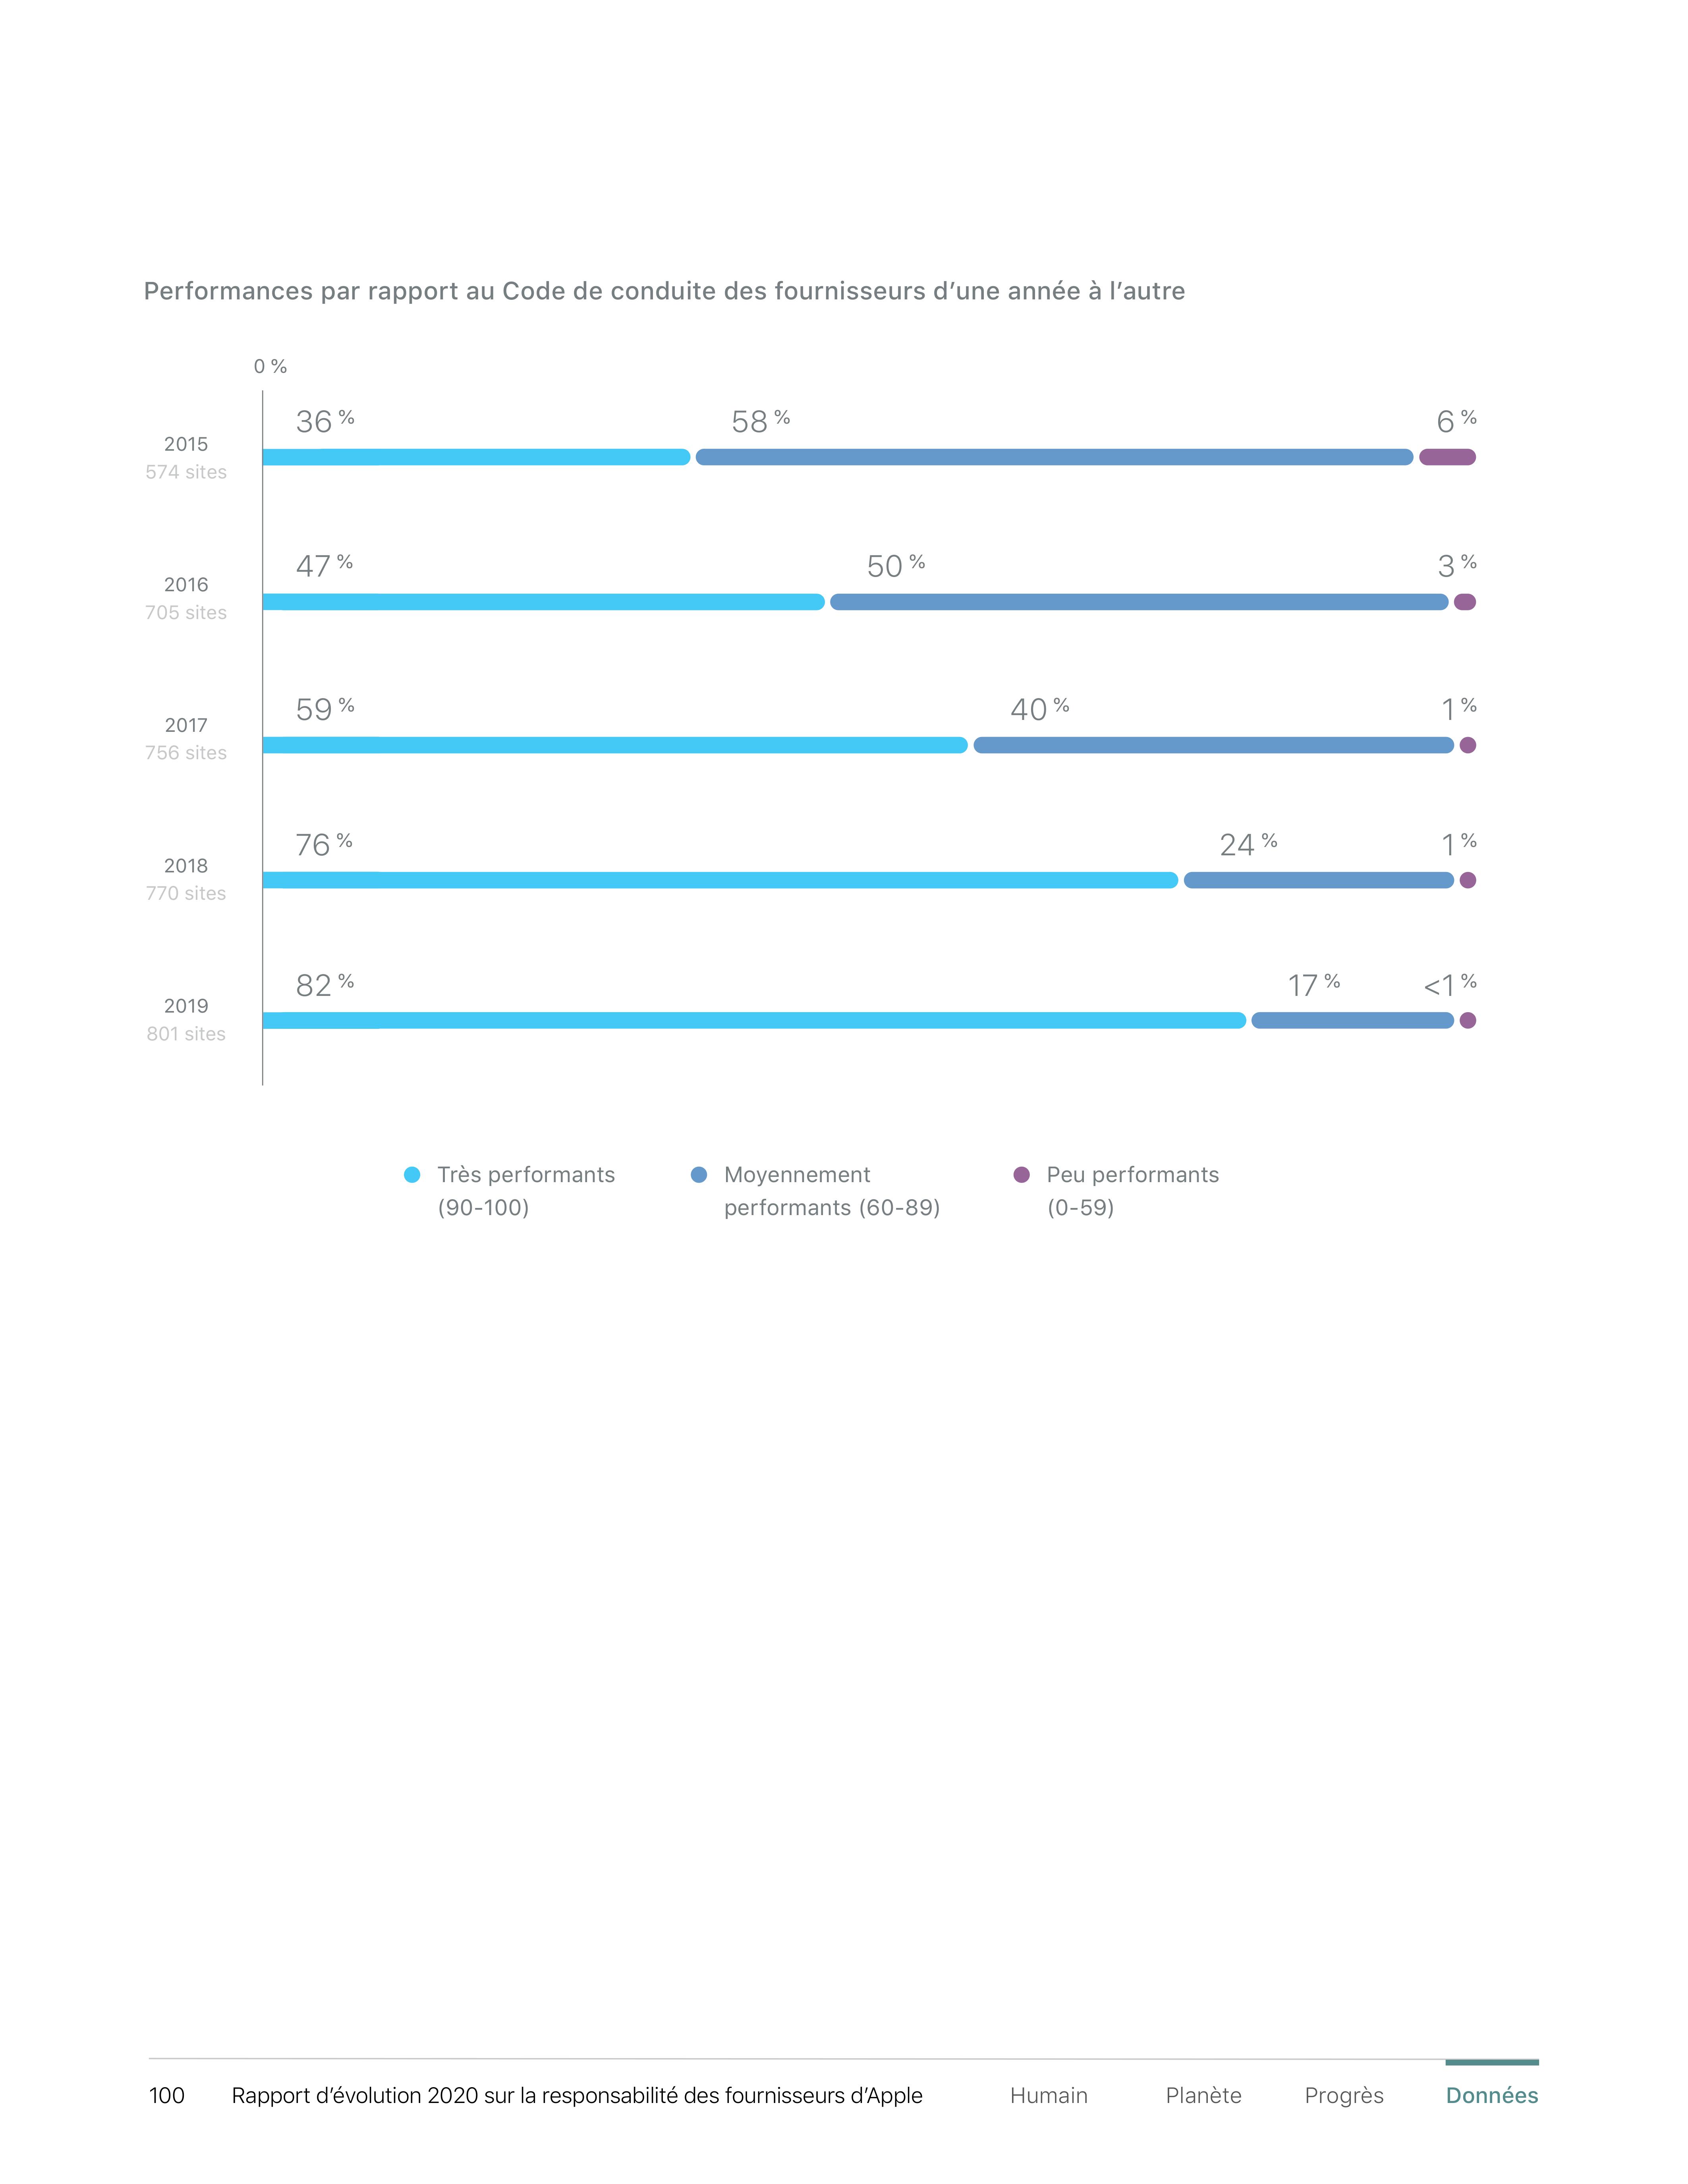 Performances par rapport au Code de conduite des fournisseurs d’une année à l’autre
0 %
36 % 58 % 6 %
2015
574 sites
47 % 50 % 3 %
2016
705 sites
59 % 40 % 1 %
2017
756 sites
76 % 24 % 1 %
2018
770 sites
82 % 17 % <1 %
2019
801 sites
Très performants
(90-100)
Moyennement
performants (60-89)
Peu performants
(0-59)
100 Rapport d’évolution 2020 sur la responsabilité des fournisseurs d’Apple Humain Planète Progrès Données